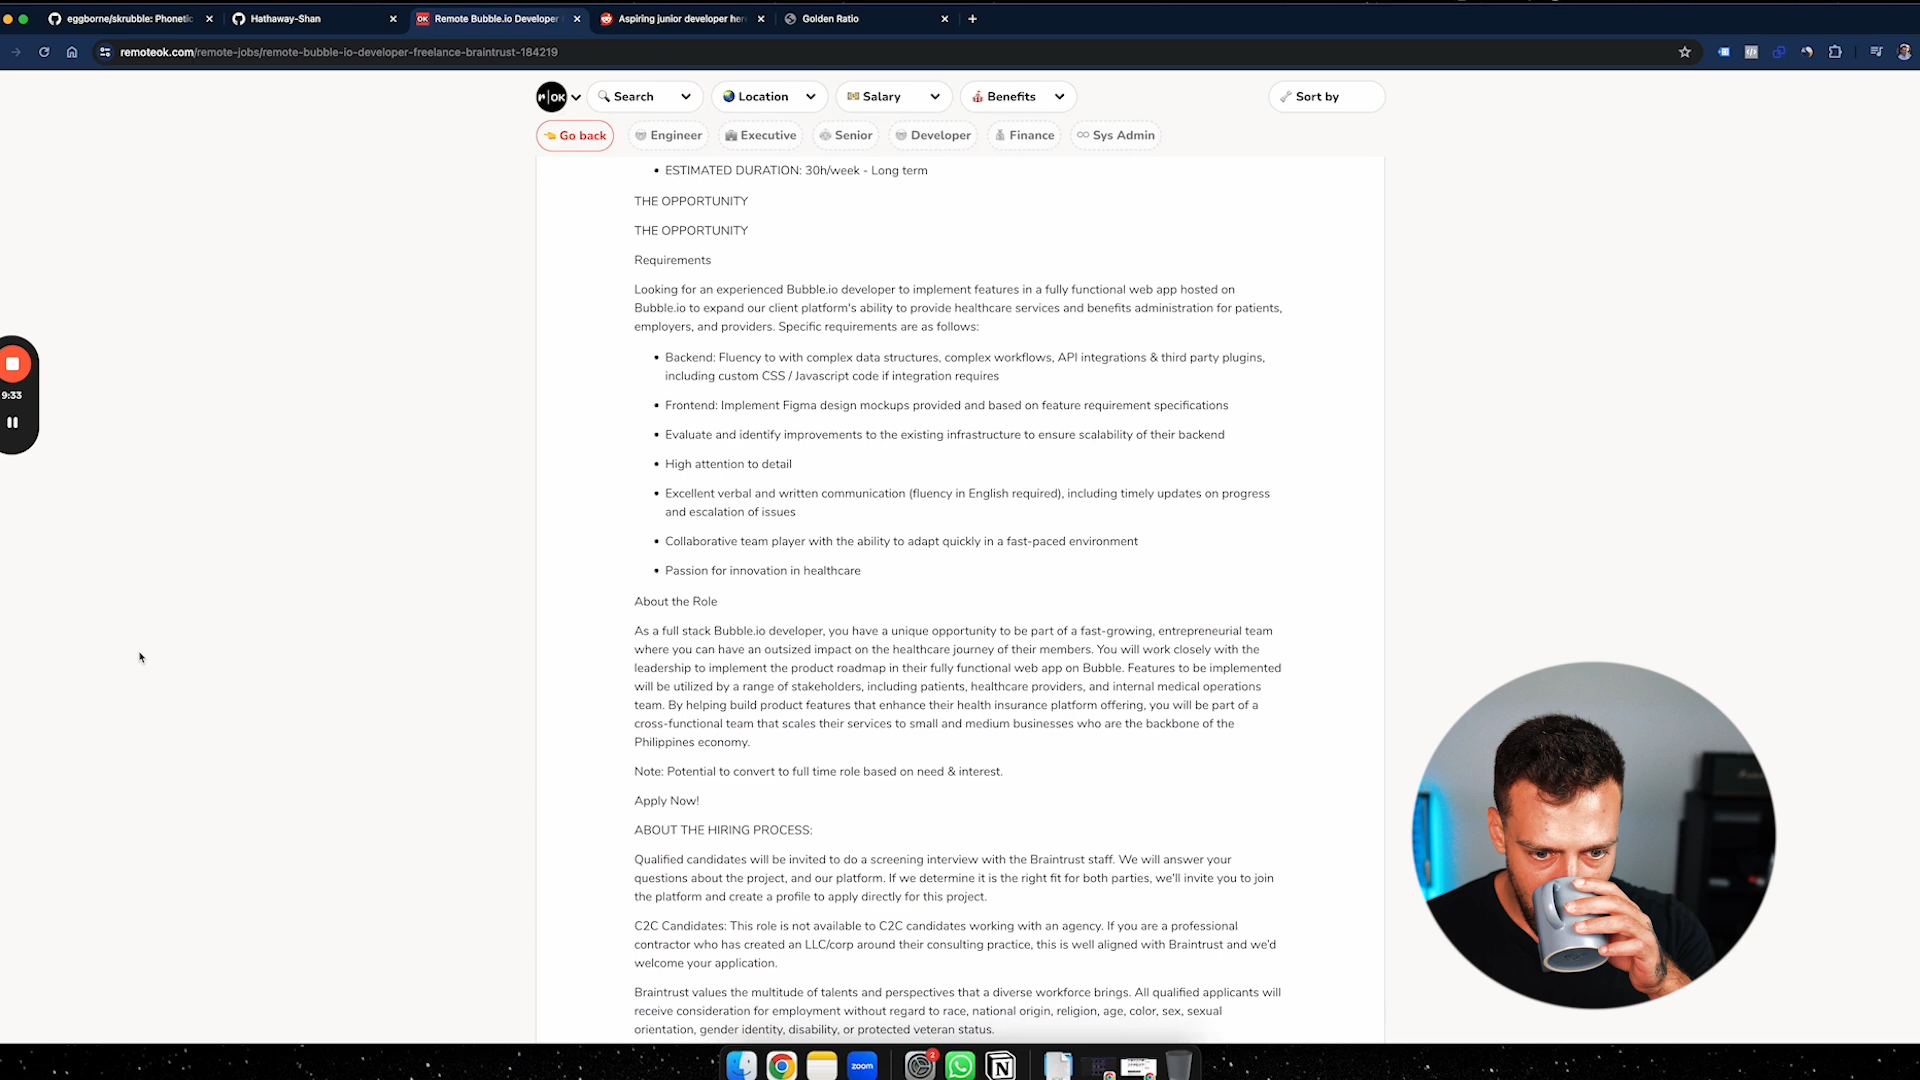 eggborne/skrubble: Phonetic
Hathaway-Shan
OK Remote Bubble.io Developer
Aspiring junior developer her
Golden Ratio
remoteok.com/remote-jobs/remote-bubble-io-developer-freelance-braintrust-184219
r|OK Search Location Salary Benefits Sort by
Go back Engineer Executive Senior Developer Finance Sys Admin
• ESTIMATED DURATION: 30h/week - Long term
THE OPPORTUNITY
THE OPPORTUNITY
Requirements
Looking for an experienced Bubble.io developer to implement features in a fully functional web app hosted on
Bubble.io to expand our client platform's ability to provide healthcare services and benefits administration for patients,
employers, and providers. Specific requirements are as follows:
• Backend: Fluency to with complex data structures, complex workflows, API integrations & third party plugins,
including custom CSS / Javascript code if integration requires
• Frontend: Implement Figma design mockups provided and based on feature requirement specifications
• Evaluate and identify improvements to the existing infrastructure to ensure scalability of their backend
• High attention to detail
• Excellent verbal and written communication (fluency in English required), including timely updates on progress
and escalation of issues
9:33
• Collaborative team player with the ability to adapt quickly in a fast-paced environment
• Passion for innovation in healthcare
About the Role
As a full stack Bubble.io developer, you have a unique opportunity to be part of a fast-growing, entrepreneurial team
where you can have an outsized impact on the healthcare journey of their members. You will work closely with the
leadership to implement the product roadmap in their fully functional web app on Bubble. Features to be implemented
will be utilized by a range of stakeholders, including patients, healthcare providers, and internal medical operations
team. By helping build product features that enhance their health insurance platform offering, you will be part of a
cross-functional team that scales their services to small and medium businesses who are the backbone of the
Philippines economy.
Note: Potential to convert to full time role based on need & interest.
Apply Now!
ABOUT THE HIRING PROCESS:
Qualified candidates will be invited to do a screening interview with the Braintrust staff. We will answer your
questions about the project, and our platform. If we determine it is the right fit for both parties, we'll invite you to join
the platform and create a profile to apply directly for this project.
C2C Candidates: This role is not available to C2C candidates working with an agency. If you are a professional
contractor who has created an LLC/corp around their consulting practice, this is well aligned with Braintrust and we'd
welcome your application.
Braintrust values the multitude of talents and perspectives that a diverse workforce brings. All qualified applicants will
receive consideration for employment without regard to race, national origin, religion, age, color, sex, sexual
orientation, gender identity, disability, or protected veteran status.
zoom
2